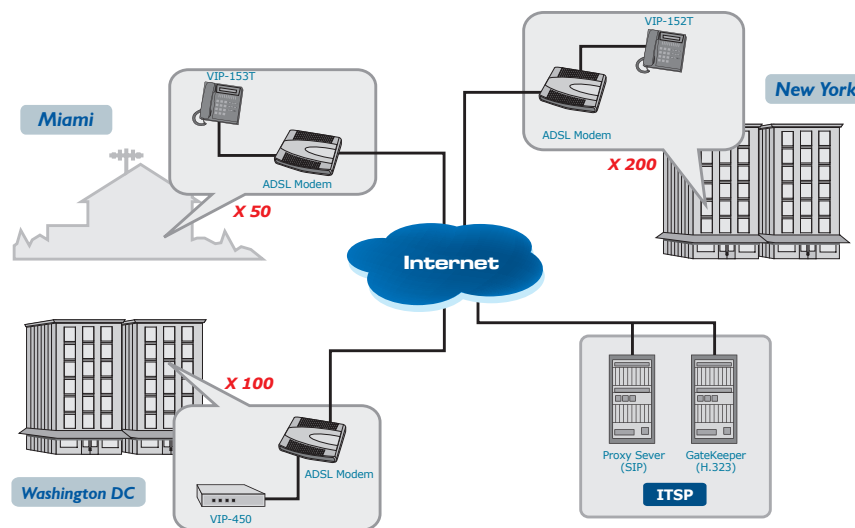 VIP-152T
VIP-153T
New York
Miami
ADSL Modem
X 200
ADSL Modem
X 50
Internet
X 100
Proxy Sever
(SIP)
GateKeeper
(H.323)
ADSL Modem
ITSP
Washington DC
VIP-450